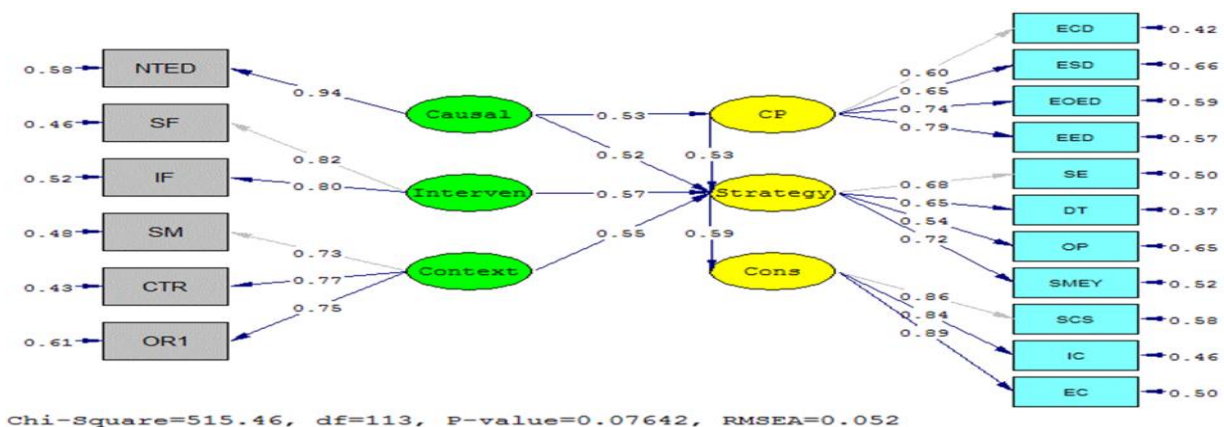 ECD 0.42
0.58 NTED
0.60 ESD 0.66
0.94
0.65
Causal 0.53 CP 0.74 EOED 0.59
0.46 SF
0.79
EED 0.57
0.82 0.52 0.53
0.52 IF
0.80 Interven 0.57 Strategy 0.68 SE 0.50
0.65
DT 0.37
0.48 SM
0.55 0.59 0.54
0.72 OP 0.65
0.73
Context Cons
0.43 CTR 0.77 SMEY 0.52
0.75 0.86
0.84 SCS 0.58
0.61 OR1 0.89
IC 0.46
EC 0.50
Chi-Square=515.46, df=113, P-value=0.07642, RMSEA=0.052